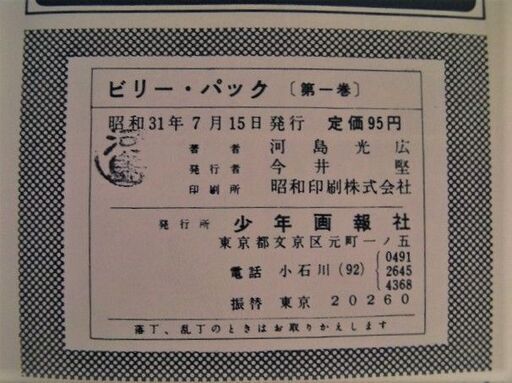 ビリー・パック〔第一巻〕
昭和31年7月15日発行 定価95円
著者 河島光広
発行者 今井堅
印刷所 昭和印刷株式会社
発行所 少年画報社
東京都文京区元町一ノ五
電話 小石川(92) 0491
2645
4368
振替 東京 20260
落丁、乱丁のときはお取りかえします